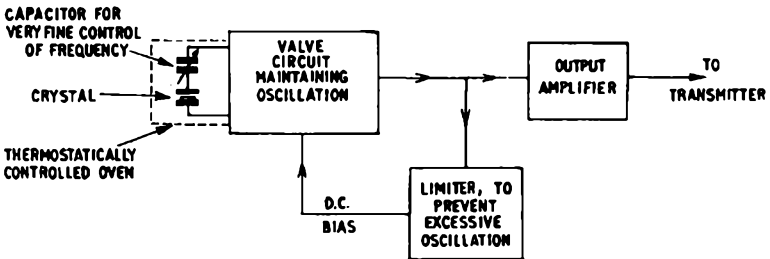 CAPACITOR FOR
VERY FINE CONTROL
OF FREQUENCY
CRYSTAL
THERMOSTATICALLY
CONTROLLED OVEN
VALVE
CIRCUIT
MAINTAINING
OSCILLATION
OUTPUT
AMPLIFIER
TO
TRANSMITTER
D.C.
BIAS
LIMITER, TO
PREVENT
EXCESSIVE
OSCILLATION